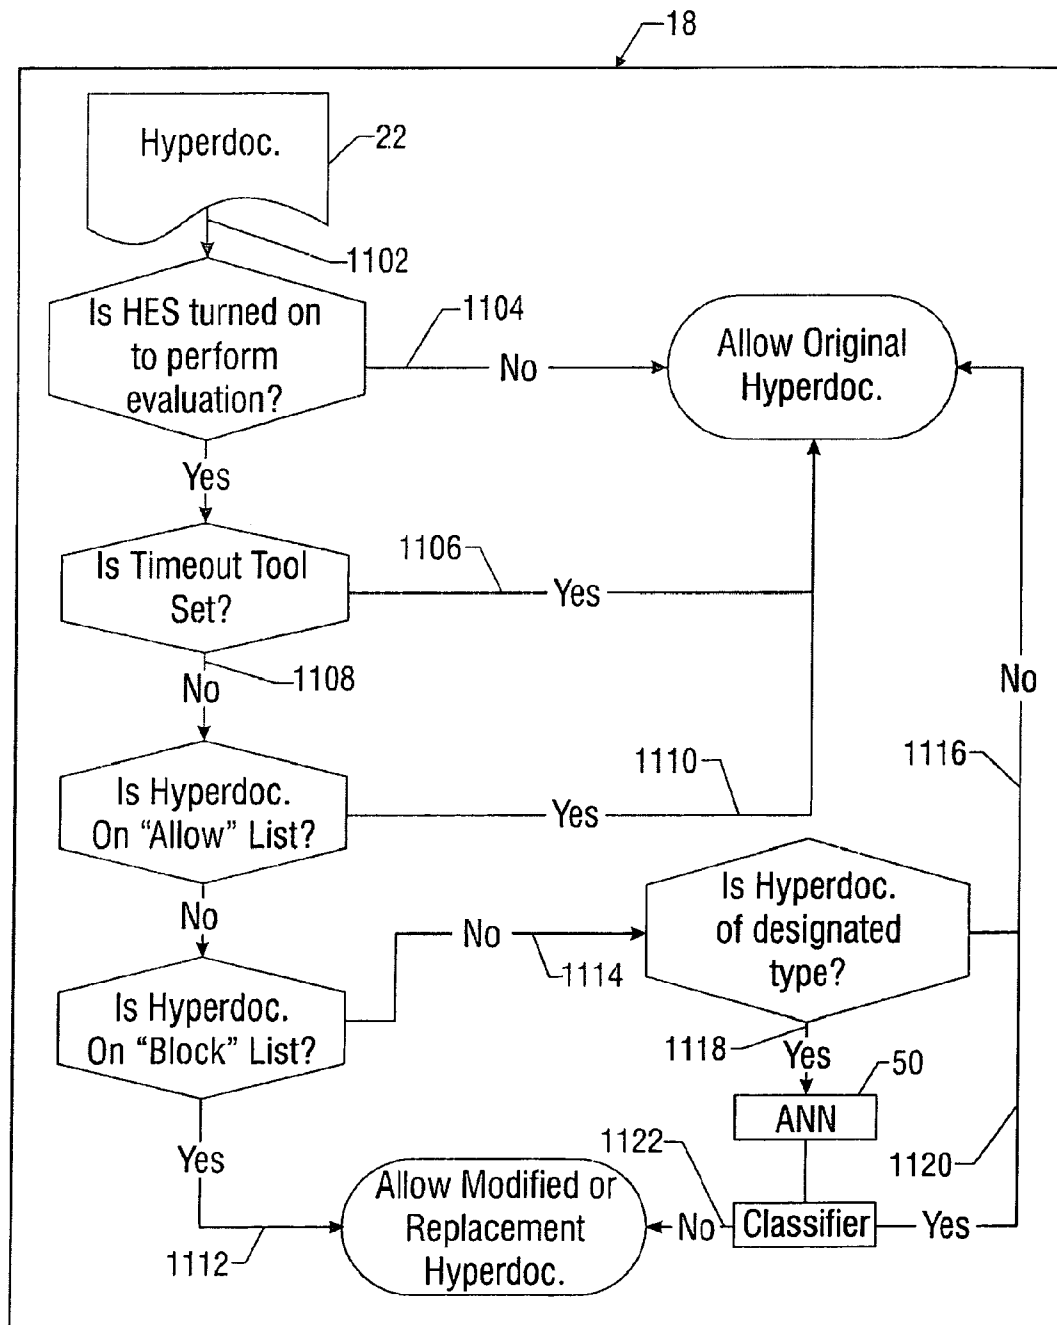 18
Hyperdoc.
22
1102
Is HES turned on
to perform
evaluation?
1104
No
Allow Original
Hyperdoc.
Yes
Is Timeout Tool
Set?
1106
Yes
1108
No
No
Is Hyperdoc.
On "Allow" List?
1110
Yes
1116
No
Is Hyperdoc.
of designated
type?
No
1114
Is Hyperdoc.
On "Block" List?
1118
Yes
50
ANN
Yes
1122
1120
Allow Modified or
Replacement
Hyperdoc.
No
Classifier
Yes
1112